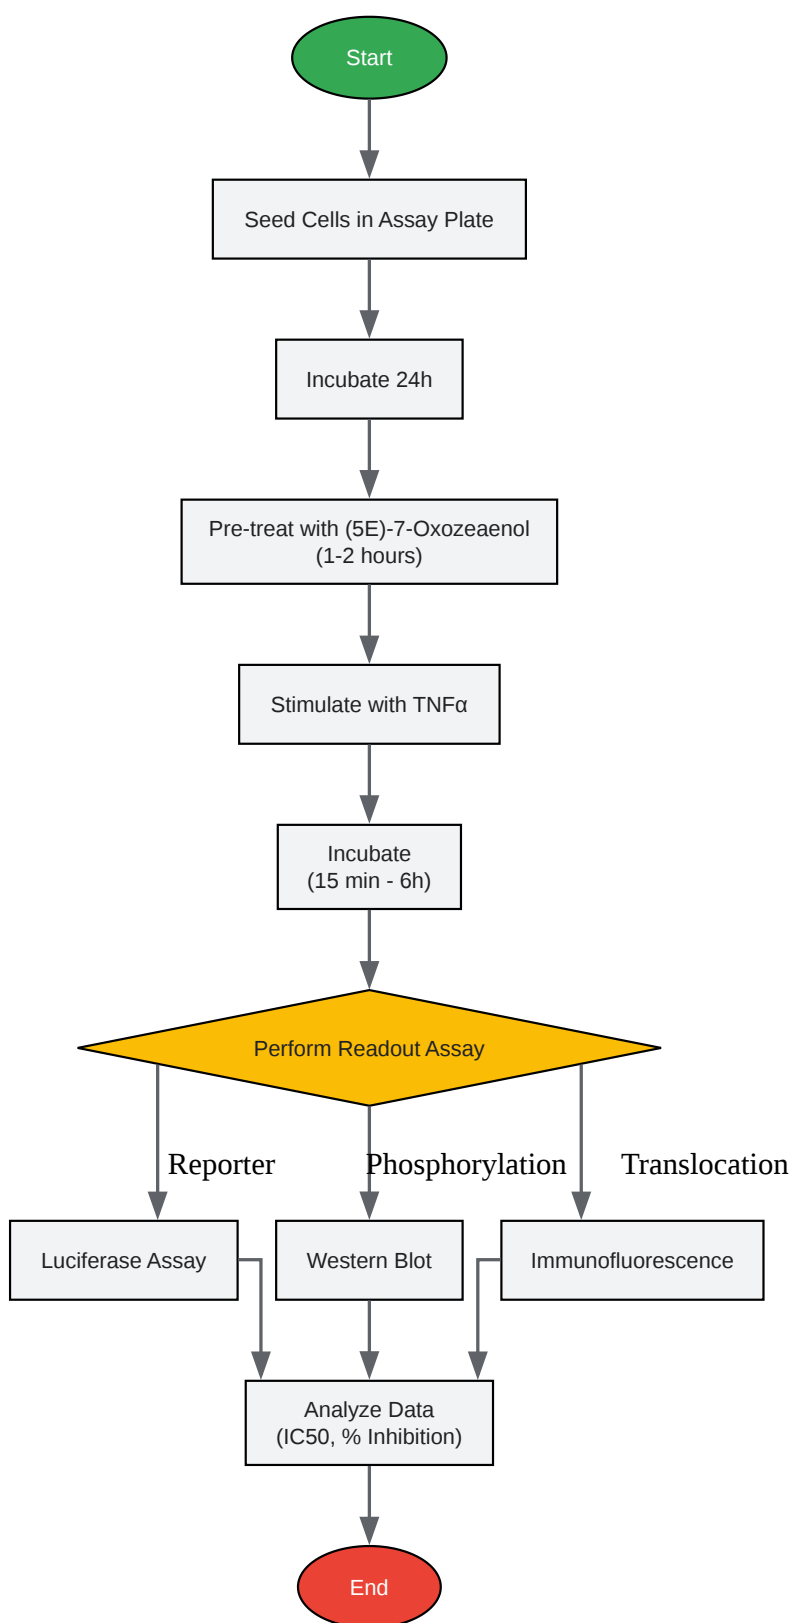 Start
Seed Cells in Assay Plate
Incubate 24h
Pre-treat with (5E)-7-Oxozeaenol
(1-2 hours)
Stimulate with TNFα
Incubate
(15 min - 6h)
Perform Readout Assay
Reporter
Phosphorylation
Translocation
Luciferase Assay
Western Blot
Immunofluorescence
Analyze Data
(IC50, % Inhibition)
End